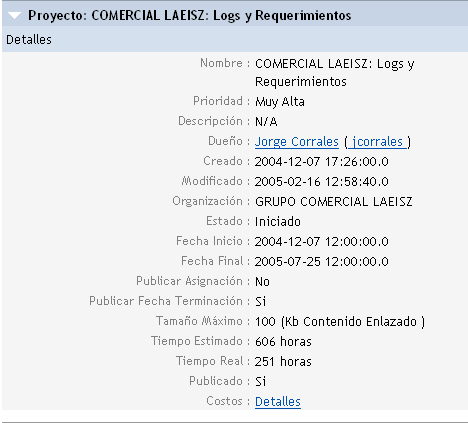 Proyecto: COMERCIAL LAEISZ: Logs y Requerimientos
Detalles
Nombre : COMERCIAL LAEISZ: Logs y
Requerimientos
Prioridad : Muy Alta
Descripción : N/A
Dueño : Jorge Corrales ( jcorrales )
Creado : 2004-12-07 17:26:00.0
Modificado : 2005-02-16 12:58:40.0
Organización : GRUPO COMERCIAL LAEISZ
Estado : Iniciado
Fecha Inicio : 2004-12-07 12:00:00.0
Fecha Final : 2005-07-25 12:00:00.0
Publicar Asignación : No
Publicar Fecha Terminación : Si
Tamaño Máximo : 100 (Kb Contenido Enlazado )
Tiempo Estimado : 606 horas
Tiempo Real : 251 horas
Publicado : Si
Costos : Detalles